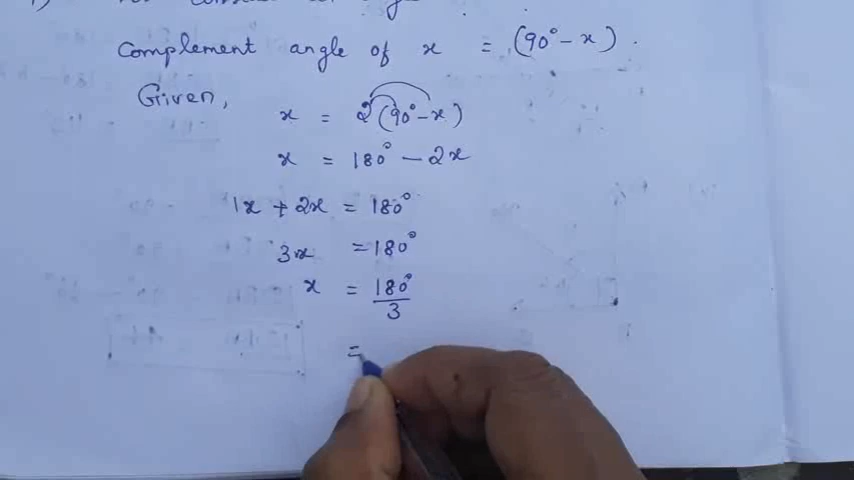 Complement angle of x = (90° - x).
Given,
x = 2(90° - x)
x = 180° - 2x
1x + 2x = 180°
3x = 180°
x = 180°/3
=